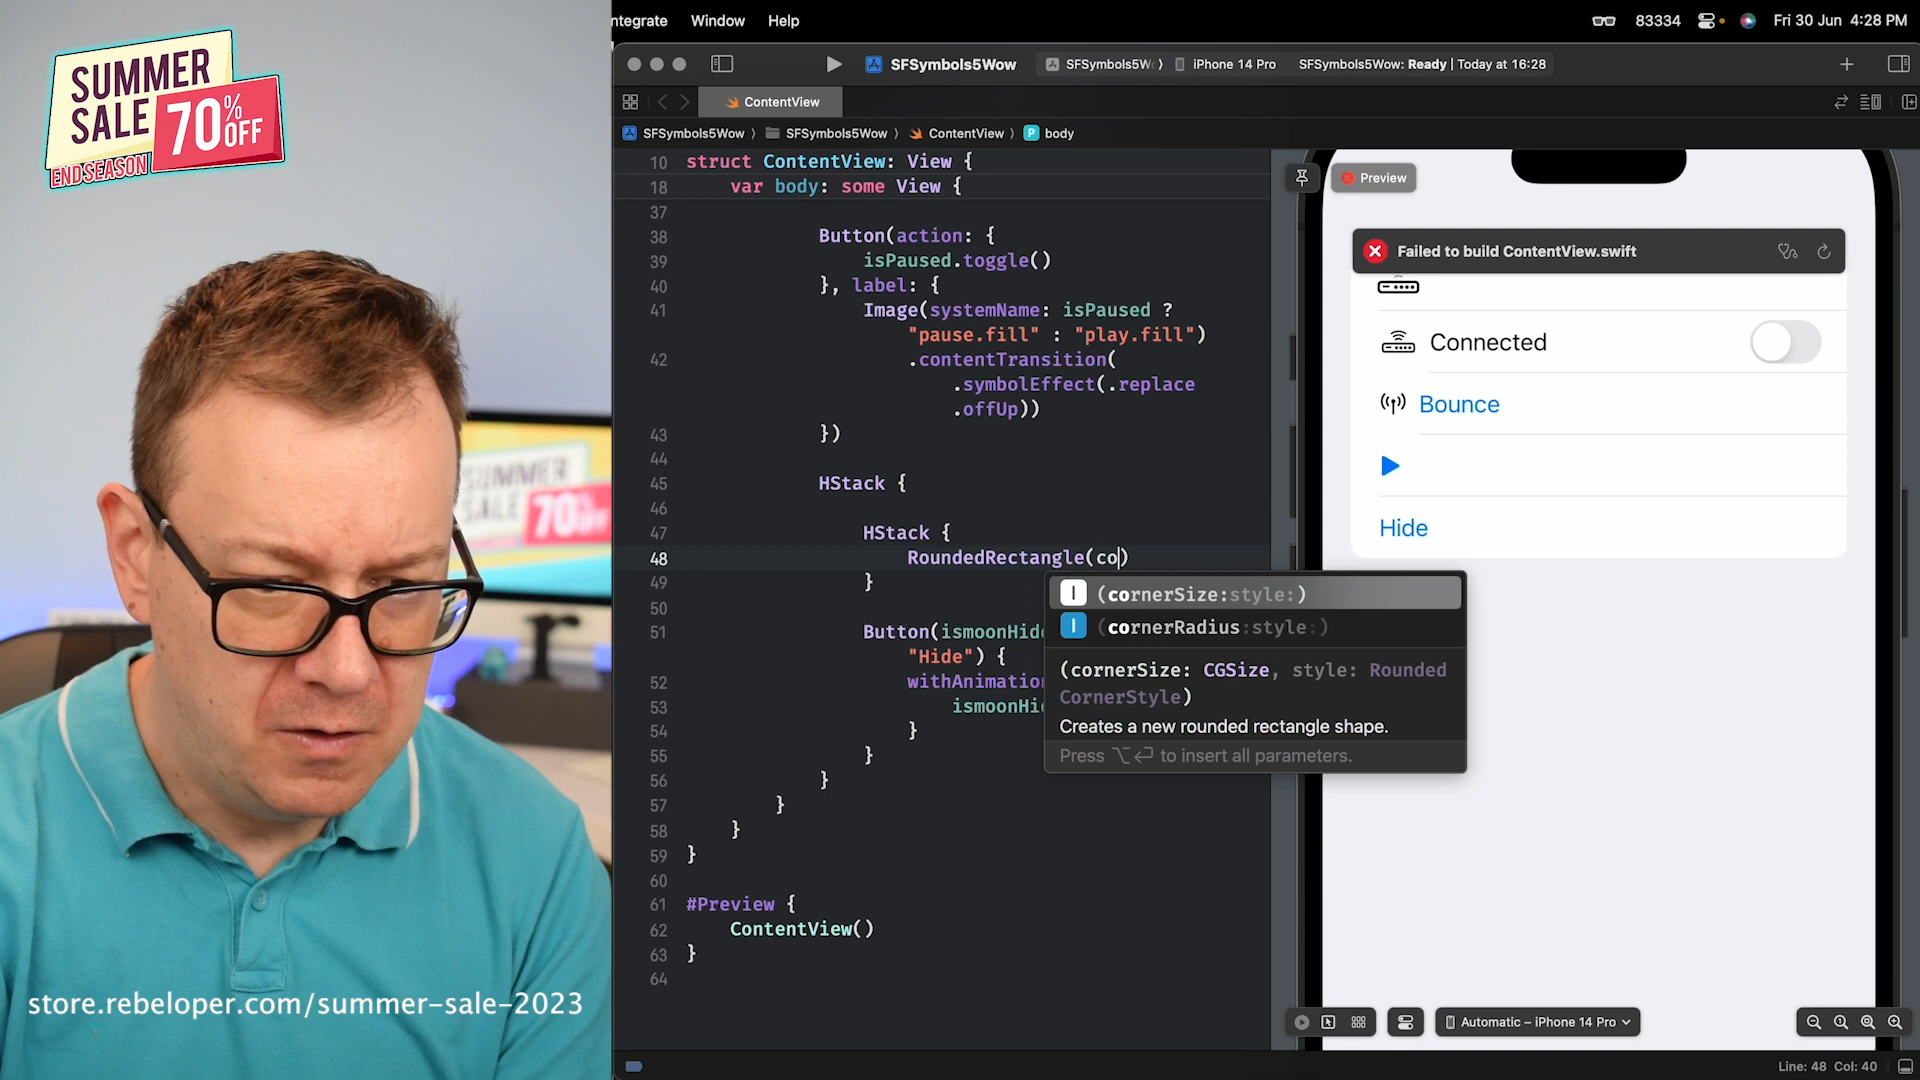 SUMMER
SALE 70% OFF
END SEASON
SUMMER
SALE
70%
store.rebeloper.com/summer-sale-2023
ntegrate Window Help
83334 Fri 30 Jun 4:28 PM
SFSymbols5Wow SFSymbols5W iPhone 14 Pro SFSymbols5Wow: Ready | Today at 16:28
ContentView
SFSymbols5Wow SFSymbols5Wow ContentView P body
10 struct ContentView: View {
18 var body: some View {
37
38 Button(action: {
39 isPaused.toggle()
40 }, label: {
41 Image(systemName: isPaused ?
"pause.fill" : "play.fill")
42 .contentTransition(
.symbolEffect(.replace
.offUp))
43 })
44
45 HStack {
46
47 HStack {
48 RoundedRectangle(co)
49 }
50
51 Button(ismoonHid
"Hide") {
52 withAnimation
53 ismoonHi
54 }
55 }
56 }
57 }
58 }
59 }
60
61 #Preview {
62 ContentView()
63 }
64
I (cornerSize:style:)
I (cornerRadius:style:)
(cornerSize: CGSize, style: Rounded
CornerStyle)
Creates a new rounded rectangle shape.
Press ⌥↩ to insert all parameters.
Preview
Failed to build ContentView.swift
Connected
Bounce
Hide
Automatic – iPhone 14 Pro
Line: 48 Col: 40